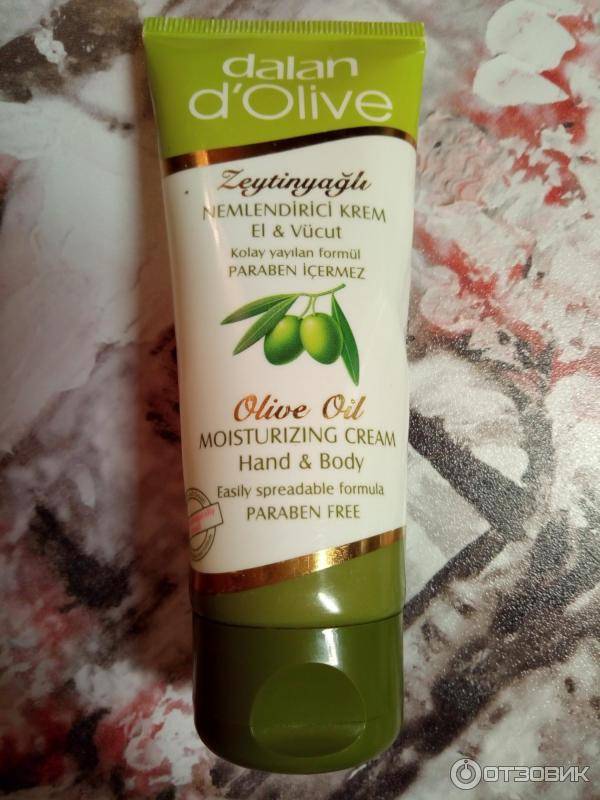 dalan
d'Olive
Zeytinyağlı
NEMLENDİRİCİ KREM
El & Vücut
Kolay yayılan formül
PARABEN İÇERMEZ
Olive Oil
MOISTURIZING CREAM
Hand & Body
Easily spreadable formula
PARABEN FREE
ОТЗОВИК